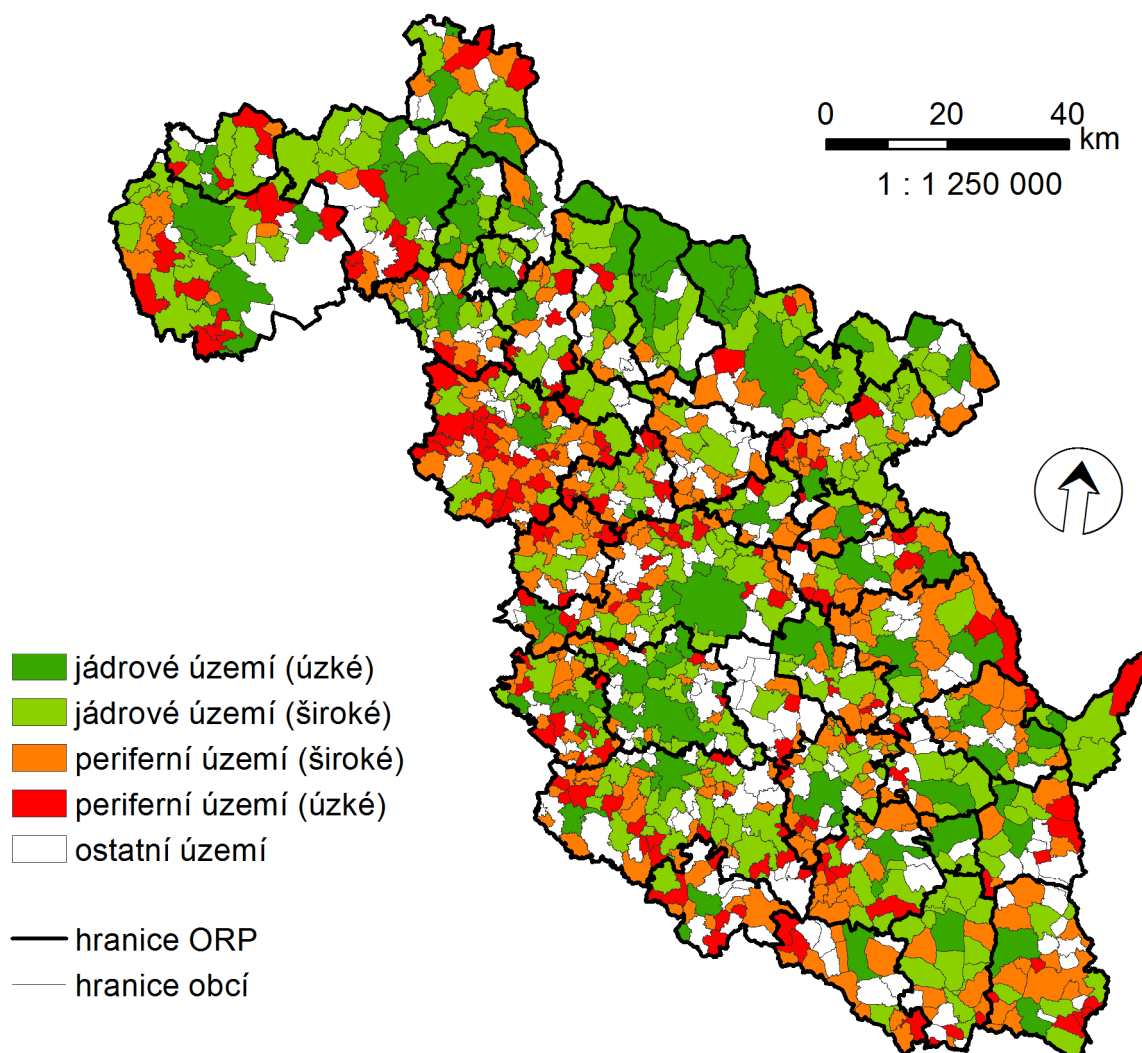 0 20 40
km
1 : 1 250 000
jádrové území (úzké)
jádrové území (široké)
periferní území (široké)
periferní území (úzké)
ostatní území
hranice ORP
hranice obcí